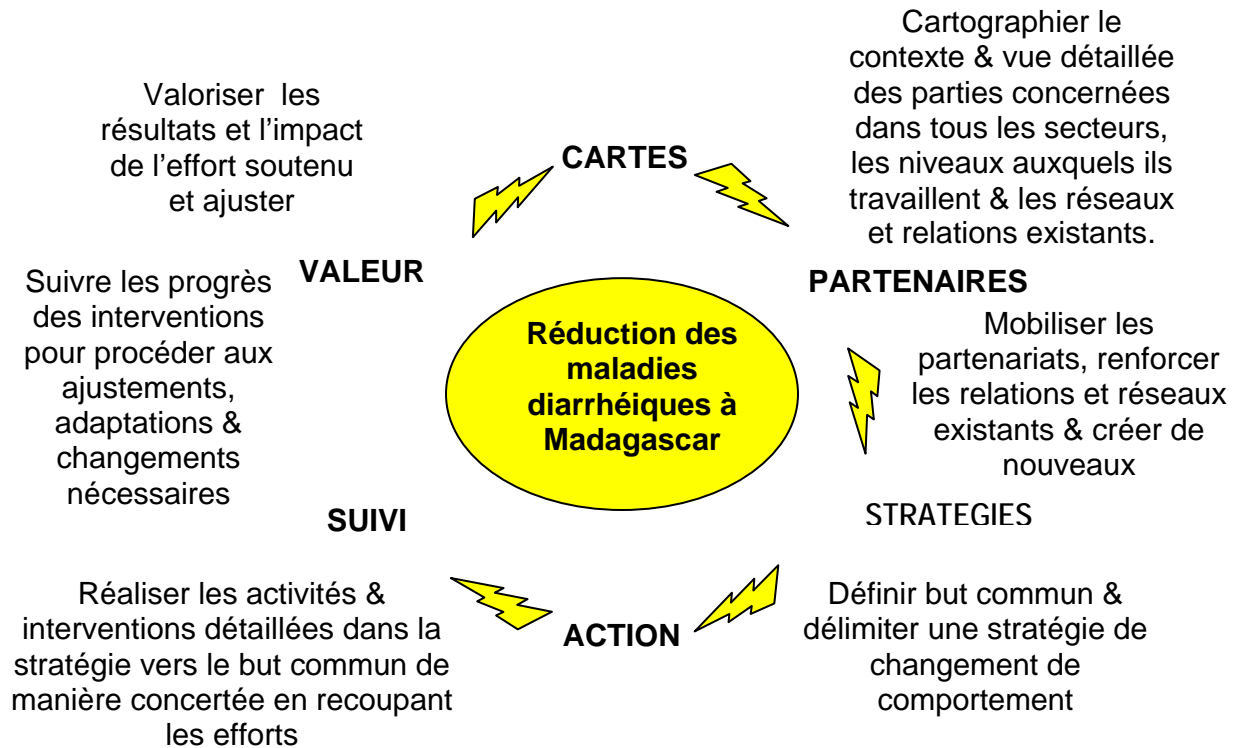 Cartographier le
contexte & vue détaillée
des parties concernées
dans tous les secteurs,
les niveaux auxquels ils
travaillent & les réseaux
et relations existants.
Valoriser les
résultats et l’impact
de l’effort soutenu
et ajuster
CARTES
VALEUR
PARTENAIRES
Suivre les progrès
des interventions
pour procéder aux
ajustements,
adaptations &
changements
nécessaires
Réduction des
maladies
diarrhéiques à
Madagascar
Mobiliser les
partenariats, renforcer
les relations et réseaux
existants & créer de
nouveaux
SUIVI
STRATEGIES
Réaliser les activités &
interventions détaillées dans la
stratégie vers le but commun de
manière concertée en recoupant
les efforts
ACTION
Définir but commun &
délimiter une stratégie de
changement de
comportement